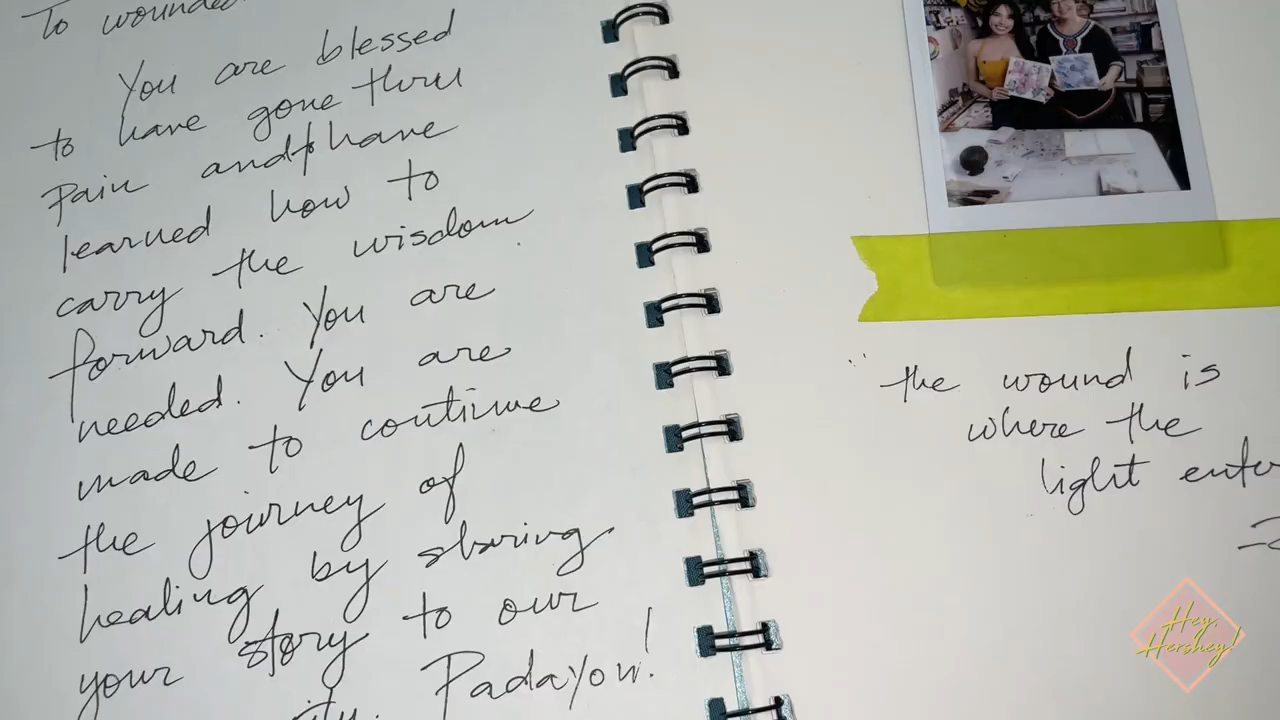 To wounded
You are blessed
to have gone thru
pain and have
learned how to
carry the wisdom
forward. You are
needed. You are
made to continue
the journey of
healing by sharing
your story to our
Padayon!
"the wound is
where the
light enter
Hey,
Hershey!